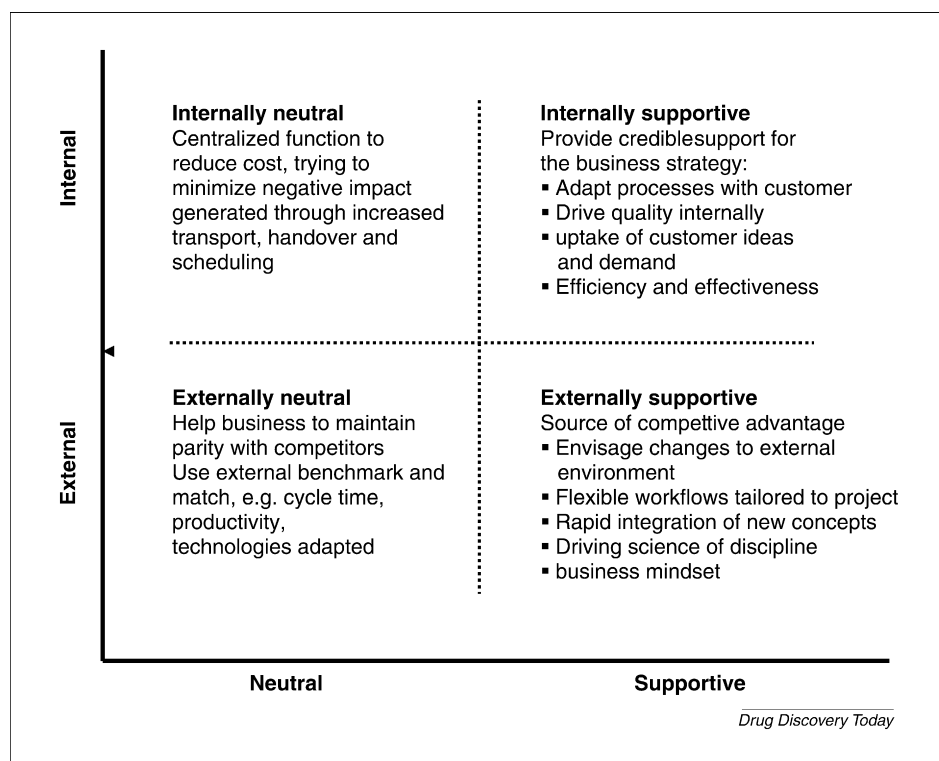 Internal
Internally neutral
Centralized function to
reduce cost, trying to
minimize negative impact
generated through increased
transport, handover and
scheduling
Internally supportive
Provide crediblesupport for
the business strategy:
▪ Adapt processes with customer
▪ Drive quality internally
▪ uptake of customer ideas
and demand
▪ Efficiency and effectiveness
External
Externally neutral
Help business to maintain
parity with competitors
Use external benchmark and
match, e.g. cycle time,
productivity,
technologies adapted
Externally supportive
Source of compettive advantage
▪ Envisage changes to external
environment
▪ Flexible workflows tailored to project
▪ Rapid integration of new concepts
▪ Driving science of discipline
▪ business mindset
Neutral
Supportive
Drug Discovery Today